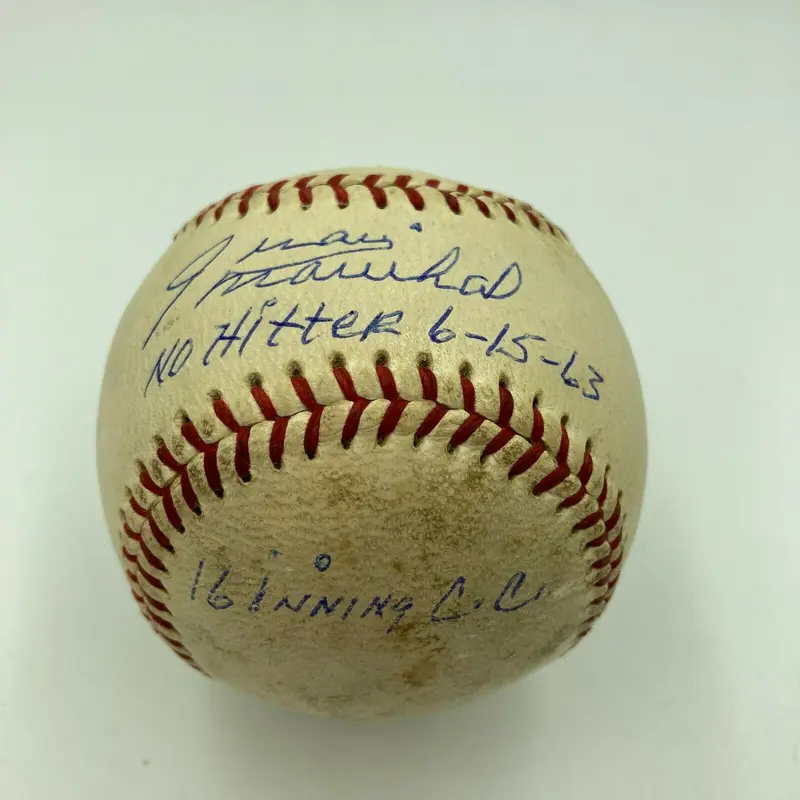 Juan Marichal
No Hitter 6-15-63
16 inning C.C.